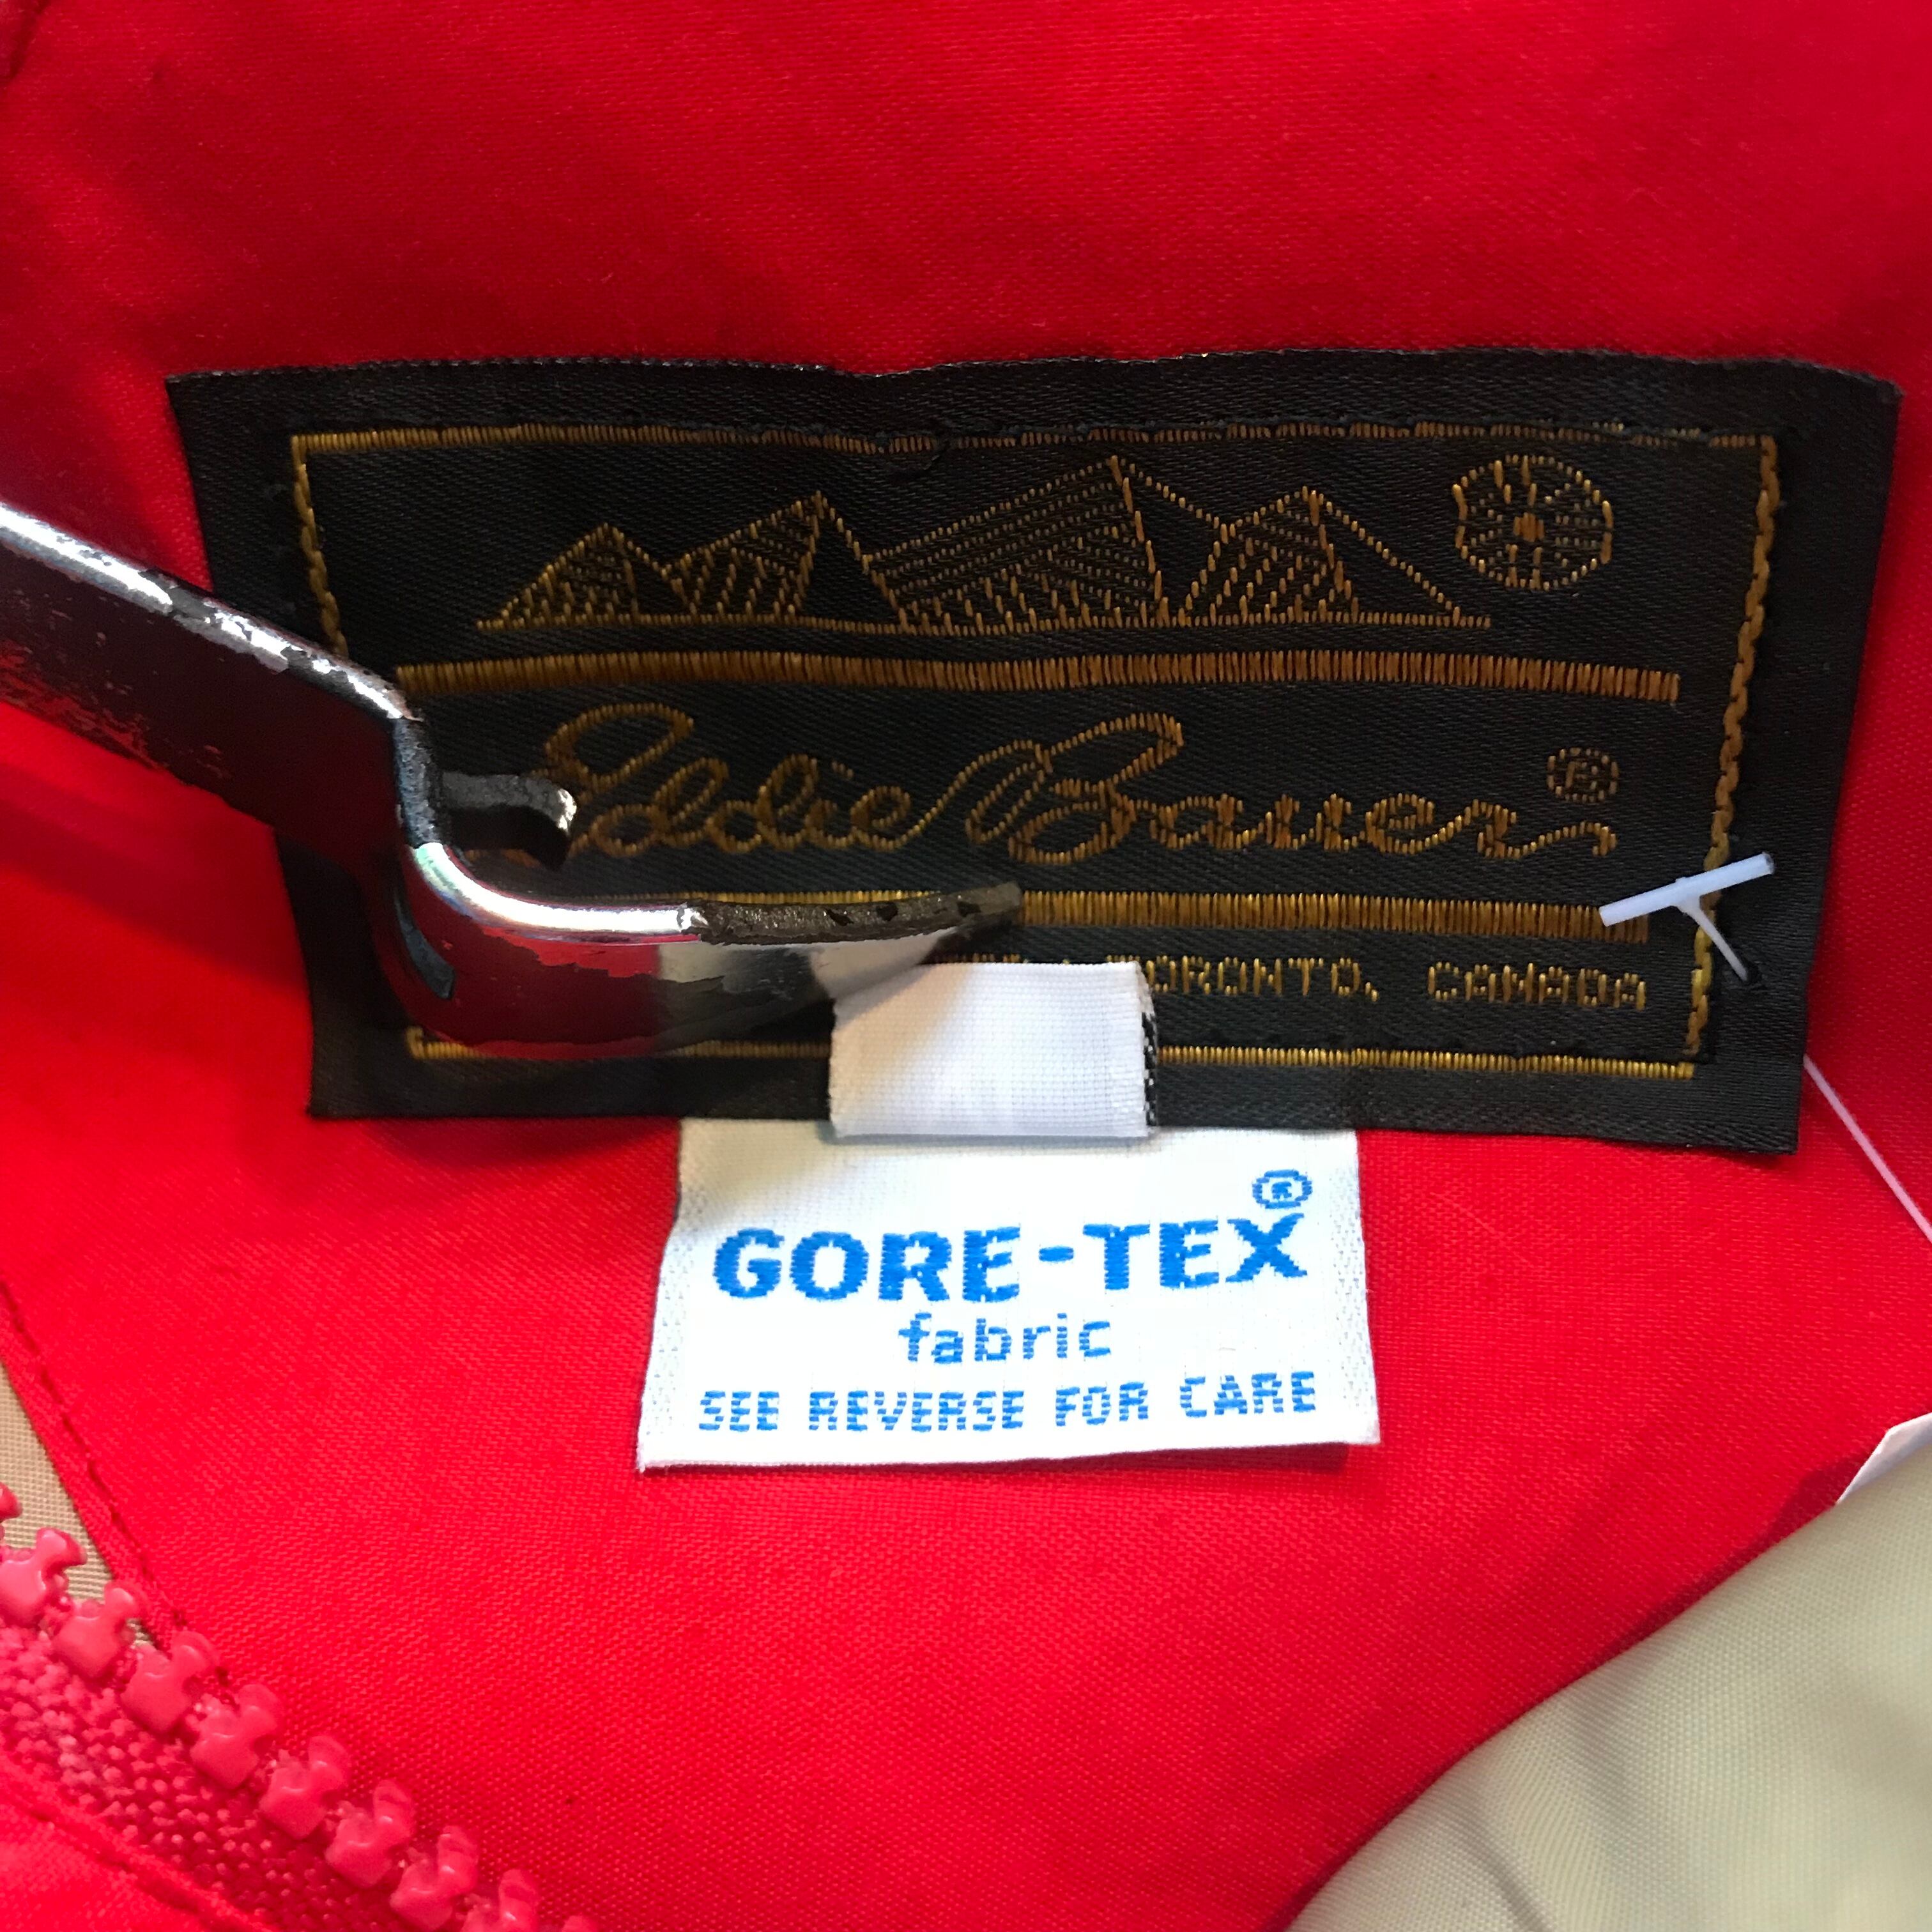 Eddie Bauer ®
TORONTO, CANADA
GORE-TEX®
fabric
SEE REVERSE FOR CARE